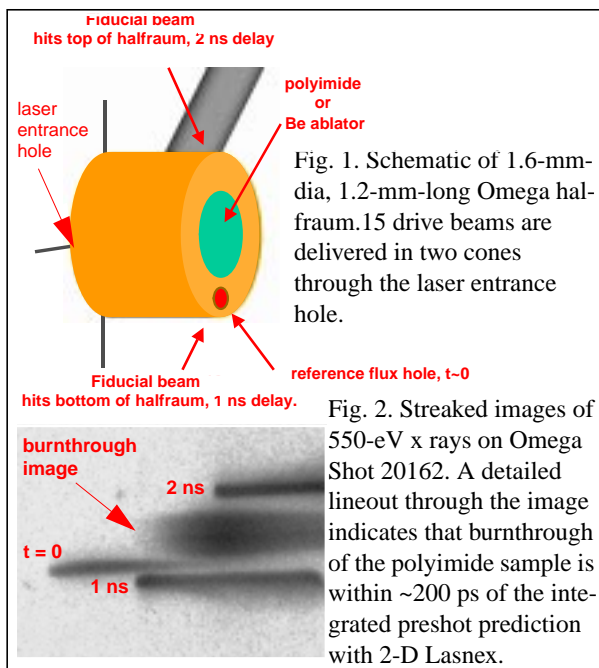 Fiducial beam
hits top of halfraum, 2 ns delay
laser
entrance
hole
polyimide
or
Be ablator
Fig. 1. Schematic of 1.6-mm-
dia, 1.2-mm-long Omega hal-
fraum.15 drive beams are
delivered in two cones
through the laser entrance
hole.
Fiducial beam
hits bottom of halfraum, 1 ns delay.
reference flux hole, t~0
burnthrough
image
2 ns
t = 0
1 ns
Fig. 2. Streaked images of
550-eV x rays on Omega
Shot 20162. A detailed
lineout through the image
indicates that burnthrough
of the polyimide sample is
within ~200 ps of the inte-
grated preshot prediction
with 2-D Lasnex.